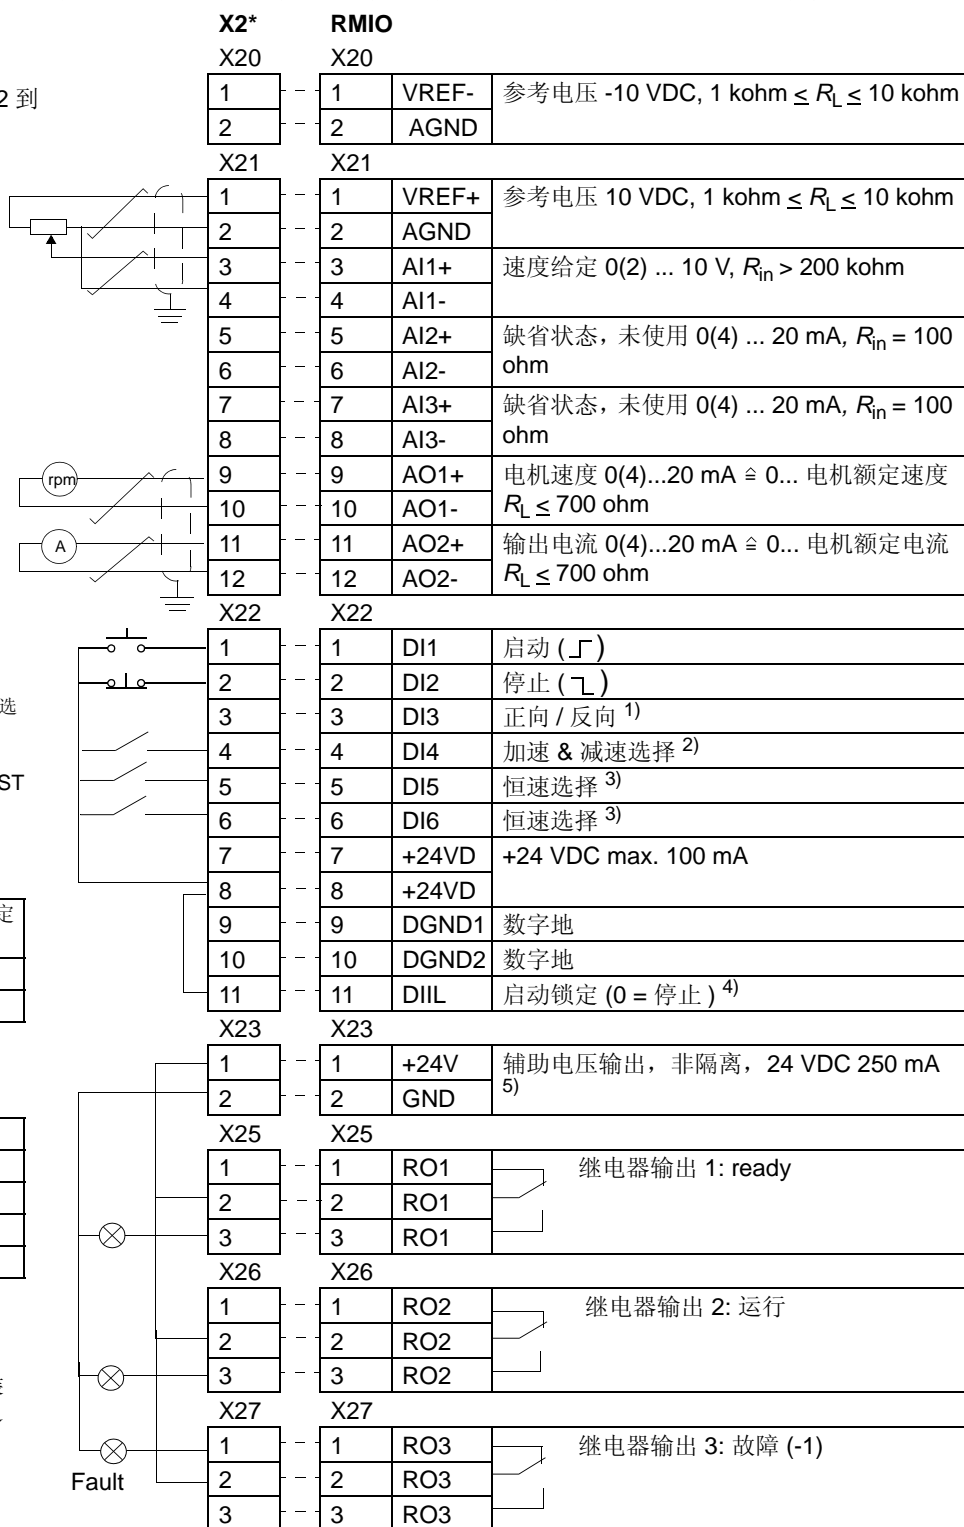 X2* RMIO
X20 X20
2 到
1 1 VREF- 参考电压 -10 VDC, 1 kohm ≤ RL ≤ 10 kohm
2 2 AGND
X21 X21
1 1 VREF+ 参考电压 10 VDC, 1 kohm ≤ RL ≤ 10 kohm
2 2 AGND
3 3 AI1+ 速度给定 0(2) ... 10 V, Rin > 200 kohm
4 4 AI1-
5 5 AI2+ 缺省状态，未使用 0(4) ... 20 mA, Rin = 100
6 6 AI2- ohm
7 7 AI3+ 缺省状态，未使用 0(4) ... 20 mA, Rin = 100
8 8 AI3- ohm
rpm 9 9 AO1+ 电机速度 0(4)...20 mA ≙ 0... 电机额定速度
10 10 AO1- RL ≤ 700 ohm
A 11 11 AO2+ 输出电流 0(4)...20 mA ≙ 0... 电机额定电流
12 12 AO2- RL ≤ 700 ohm
X22 X22
1 1 DI1 启动 ( )
2 2 DI2 停止 ( )
选
3 3 DI3 正向 / 反向 1)
4 4 DI4 加速 & 减速选择 2)
ST
5 5 DI5 恒速选择 3)
6 6 DI6 恒速选择 3)
7 7 +24VD +24 VDC max. 100 mA
8 8 +24VD
定
9 9 DGND1 数字地
10 10 DGND2 数字地
11 11 DIIL 启动锁定 (0 = 停止 ) 4)
X23 X23
1 1 +24V 辅助电压输出，非隔离，24 VDC 250 mA
2 2 GND 5)
X25 X25
1 1 RO1 继电器输出 1: ready
2 2 RO1
3 3 RO1
X26 X26
1 1 RO2 继电器输出 2: 运行
2 2 RO2
3 3 RO2
X27 X27
1 1 RO3 继电器输出 3: 故障 (-1)
Fault 2 2 RO3
3 3 RO3